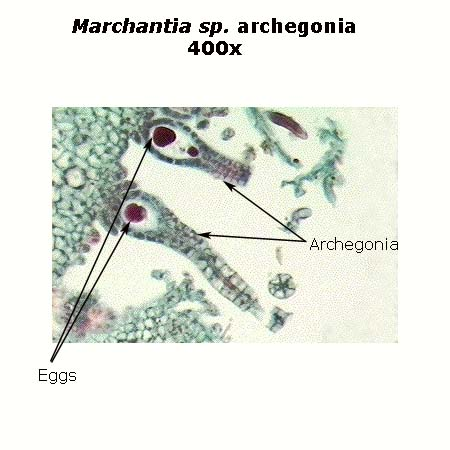 Marchantia sp. archegonia
400x
Archegonia
Eggs